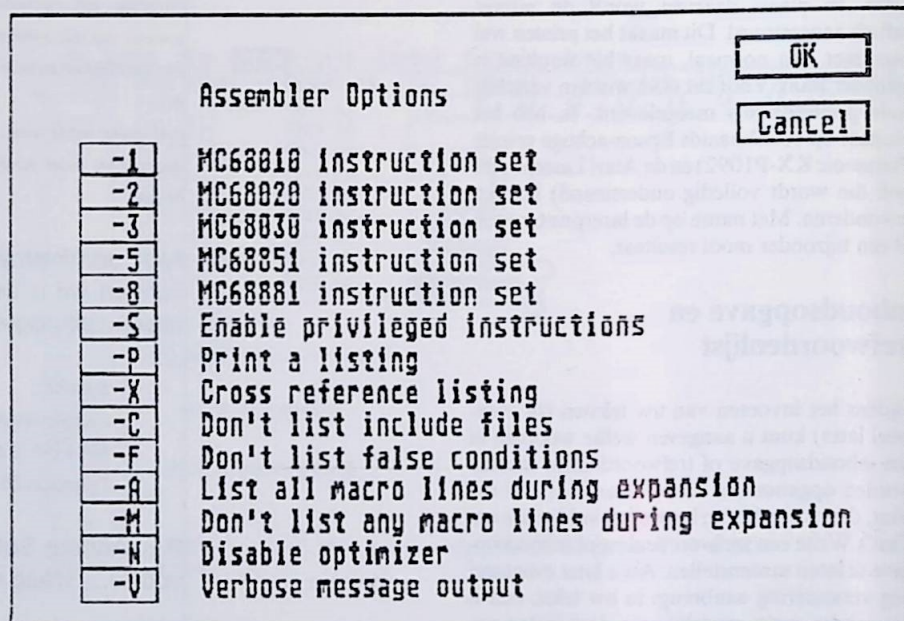 OK
Assembler Options
Cancel
-1 MC68010 instruction set
-2 MC68020 instruction set
-3 MC68030 instruction set
-5 MC68851 instruction set
-8 MC68881 instruction set
-S Enable privileged instructions
-P Print a listing
-X Cross reference listing
-C Don't list include files
-F Don't list false conditions
-A List all macro lines during expansion
-M Don't list any macro lines during expansion
-N Disable optimizer
-V Verbose message output